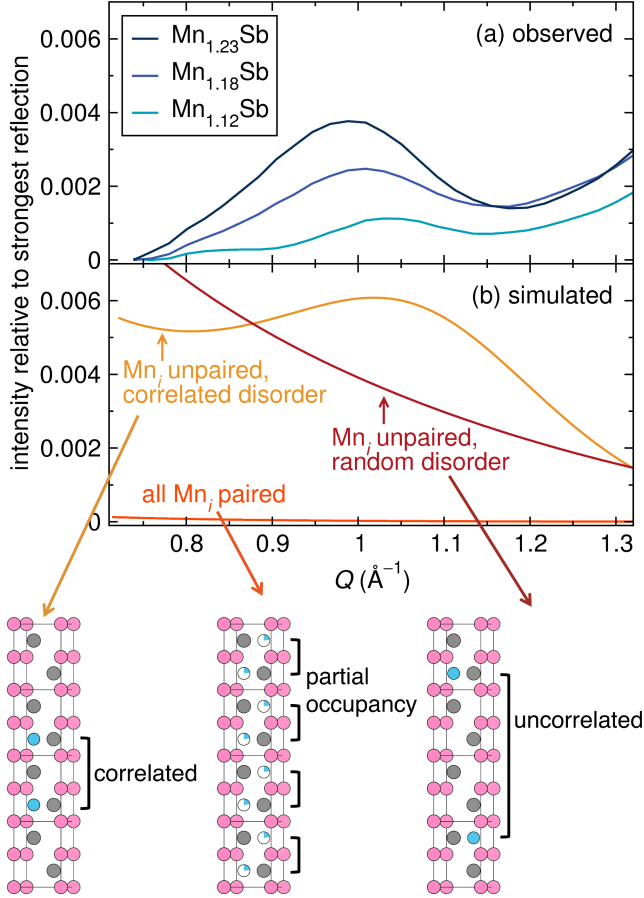 intensity relative to strongest reflection
0.006
0.004
0.002
0
Mn1.23Sb
Mn1.18Sb
Mn1.12Sb
(a) observed
0.006
0.004
0.002
0
(b) simulated
Mni unpaired,
correlated disorder
Mni unpaired,
random disorder
all Mni paired
0.8 0.9 1 1.1 1.2 1.3
Q (Å−1)
correlated
partial
occupancy
uncorrelated